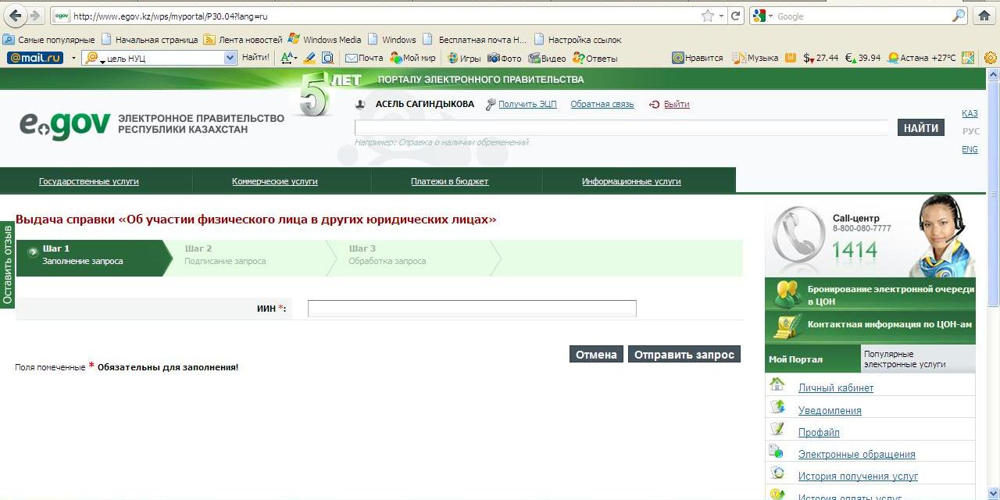 http://www.egov.kz/wps/myportal/P30.04?lang=ru
Google
Самые популярные Начальная страница Лента новостей Windows Media Windows Бесплатная почта Н... Настройка ссылок
@mail.ru цель НУЦ Найти! Почта Мой мир Игры Фото Видео Ответы Нравится Музыка $ 27.44 € 39.94 Астана +27°C
5 ЛЕТ ПОРТАЛУ ЭЛЕКТРОННОГО ПРАВИТЕЛЬСТВА
АСЕЛЬ САГИНДЫКОВА Получить ЭЦП Обратная связь Выйти
e.gov ЭЛЕКТРОННОЕ ПРАВИТЕЛЬСТВО
РЕСПУБЛИКИ КАЗАХСТАН
НАЙТИ
Например: Справка о наличии обременений
ҚАЗ
РУС
ENG
Государственные услуги Коммерческие услуги Платежи в бюджет Информационные услуги
Оставить отзыв
Выдача справки «Об участии физического лица в других юридических лицах»
Шаг 1
Заполнение запроса
Шаг 2
Подписание запроса
Шаг 3
Обработка запроса
ИИН *:
Отмена Отправить запрос
Поля помеченные * Обязательны для заполнения!
Call-центр
8-800-080-7777
1414
Бронирование электронной очереди
в ЦОН
Контактная информация по ЦОН-ам
Мой Портал
Популярные
электронные услуги
Личный кабинет
Уведомления
Профайл
Электронные обращения
История получения услуг
История оплаты услуг